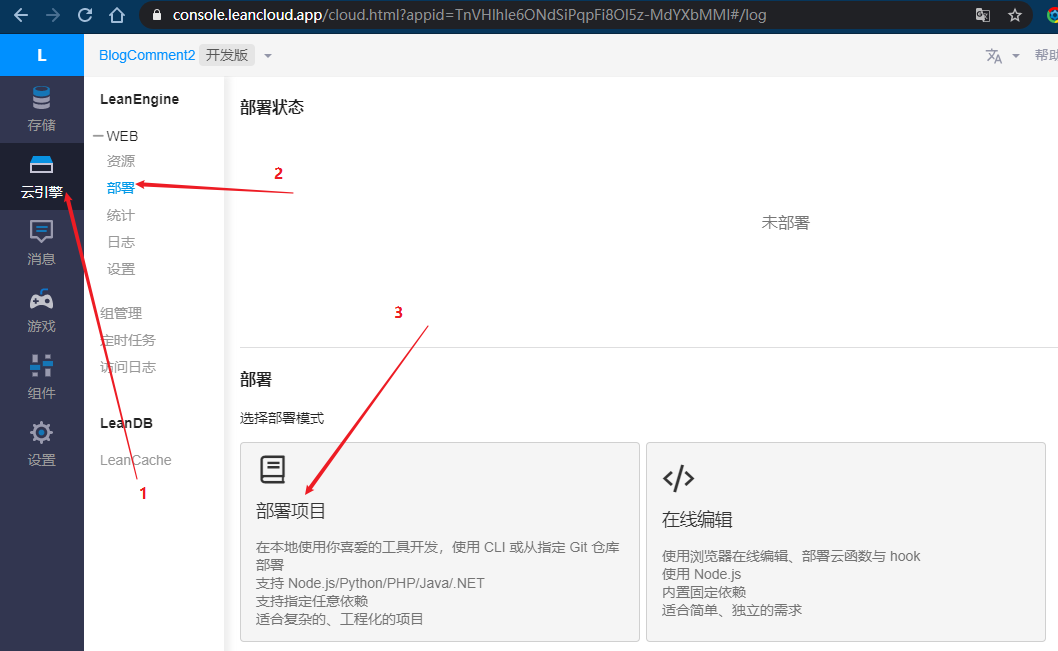 console.leancloud.app/cloud.html?appid=TnVHIhle6ONdSiPqpFi8OI5z-MdYXbMMI#/log
L
BlogComment2 开发版
文A
帮助
存储
云引擎
消息
游戏
组件
设置
LeanEngine
WEB
资源
部署
统计
日志
设置
组管理
定时任务
访问日志
LeanDB
LeanCache
1
2
3
部署状态
未部署
部署
选择部署模式
部署项目
在本地使用你喜爱的工具开发，使用 CLI 或从指定 Git 仓库
部署
支持 Node.js/Python/PHP/Java/.NET
支持指定任意依赖
适合复杂的、工程化的项目
</>
在线编辑
使用浏览器在线编辑、部署云函数与 hook
使用 Node.js
内置固定依赖
适合简单、独立的需求